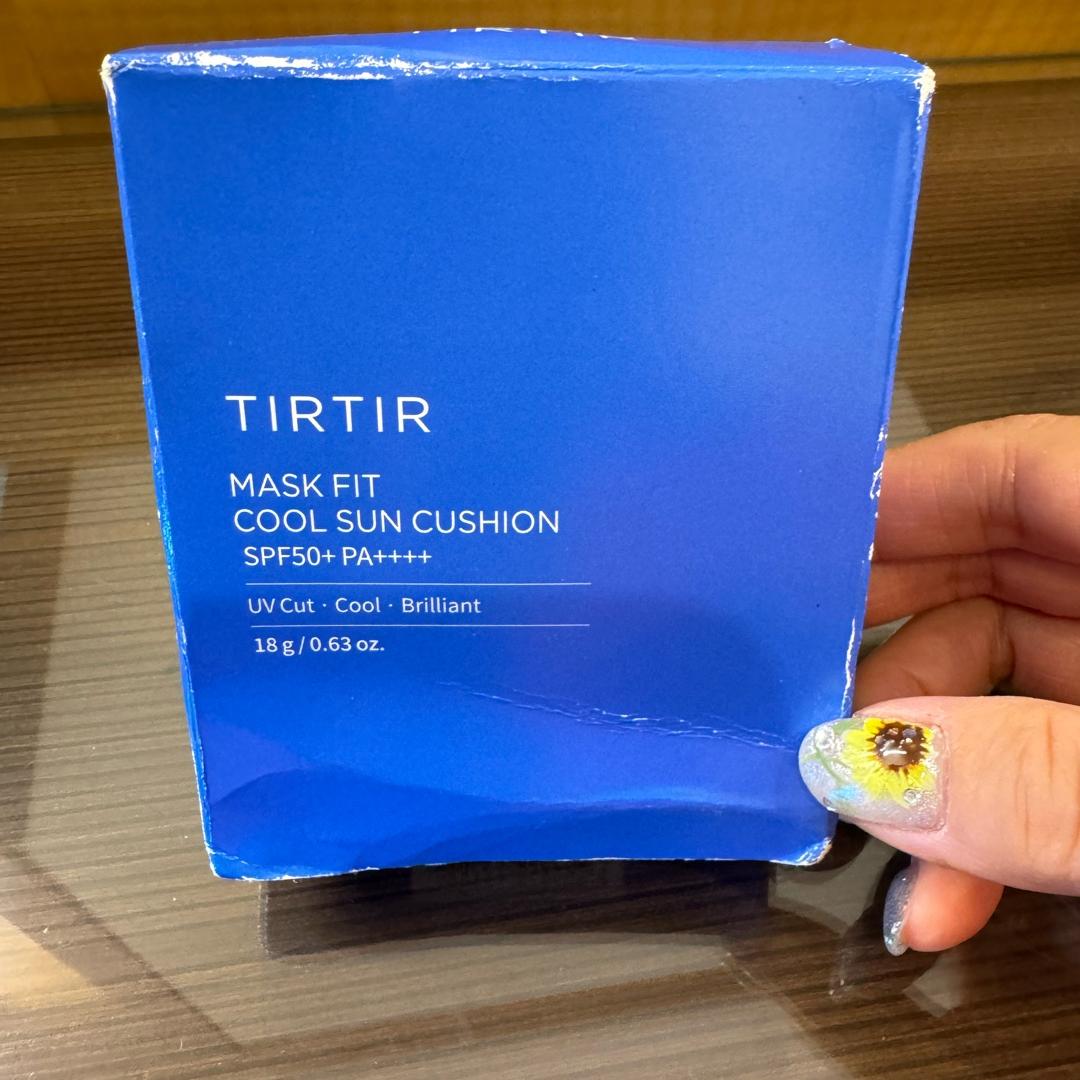 TIRTIR
MASK FIT
COOL SUN CUSHION
SPF50+ PA++++
UV Cut · Cool · Brilliant
18 g / 0.63 oz.